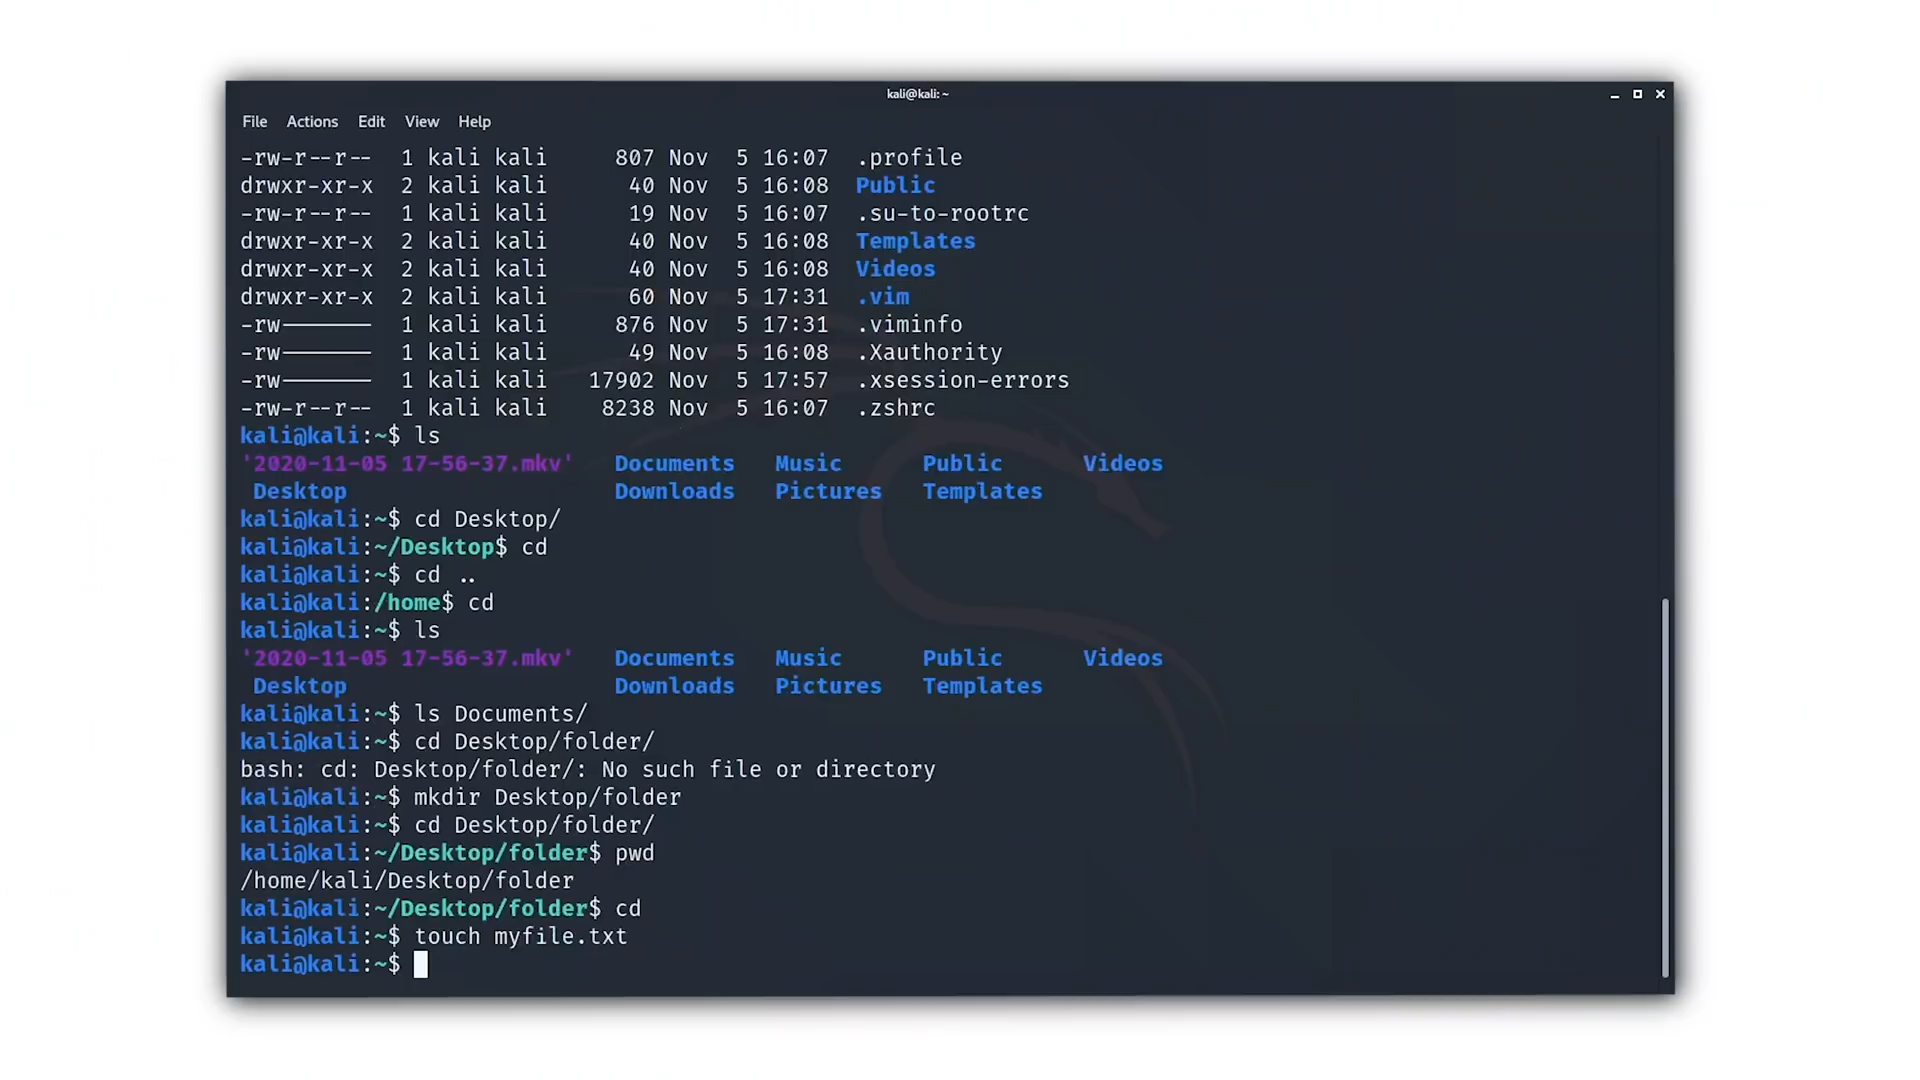 kali@kali: ~
File Actions Edit View Help
-rw-r--r-- 1 kali kali 807 Nov 5 16:07 .profile
drwxr-xr-x 2 kali kali 40 Nov 5 16:08 Public
-rw-r--r-- 1 kali kali 19 Nov 5 16:07 .su-to-rootrc
drwxr-xr-x 2 kali kali 40 Nov 5 16:08 Templates
drwxr-xr-x 2 kali kali 40 Nov 5 16:08 Videos
drwxr-xr-x 2 kali kali 60 Nov 5 17:31 .vim
-rw------- 1 kali kali 876 Nov 5 17:31 .viminfo
-rw------- 1 kali kali 49 Nov 5 16:08 .Xauthority
-rw------- 1 kali kali 17902 Nov 5 17:57 .xsession-errors
-rw-r--r-- 1 kali kali 8238 Nov 5 16:07 .zshrc
kali@kali:~$ ls
'2020-11-05 17-56-37.mkv' Documents Music Public Videos
Desktop Downloads Pictures Templates
kali@kali:~$ cd Desktop/
kali@kali:~/Desktop$ cd
kali@kali:~$ cd ..
kali@kali:/home$ cd
kali@kali:~$ ls
'2020-11-05 17-56-37.mkv' Documents Music Public Videos
Desktop Downloads Pictures Templates
kali@kali:~$ ls Documents/
kali@kali:~$ cd Desktop/folder/
bash: cd: Desktop/folder/: No such file or directory
kali@kali:~$ mkdir Desktop/folder
kali@kali:~$ cd Desktop/folder/
kali@kali:~/Desktop/folder$ pwd
/home/kali/Desktop/folder
kali@kali:~/Desktop/folder$ cd
kali@kali:~$ touch myfile.txt
kali@kali:~$